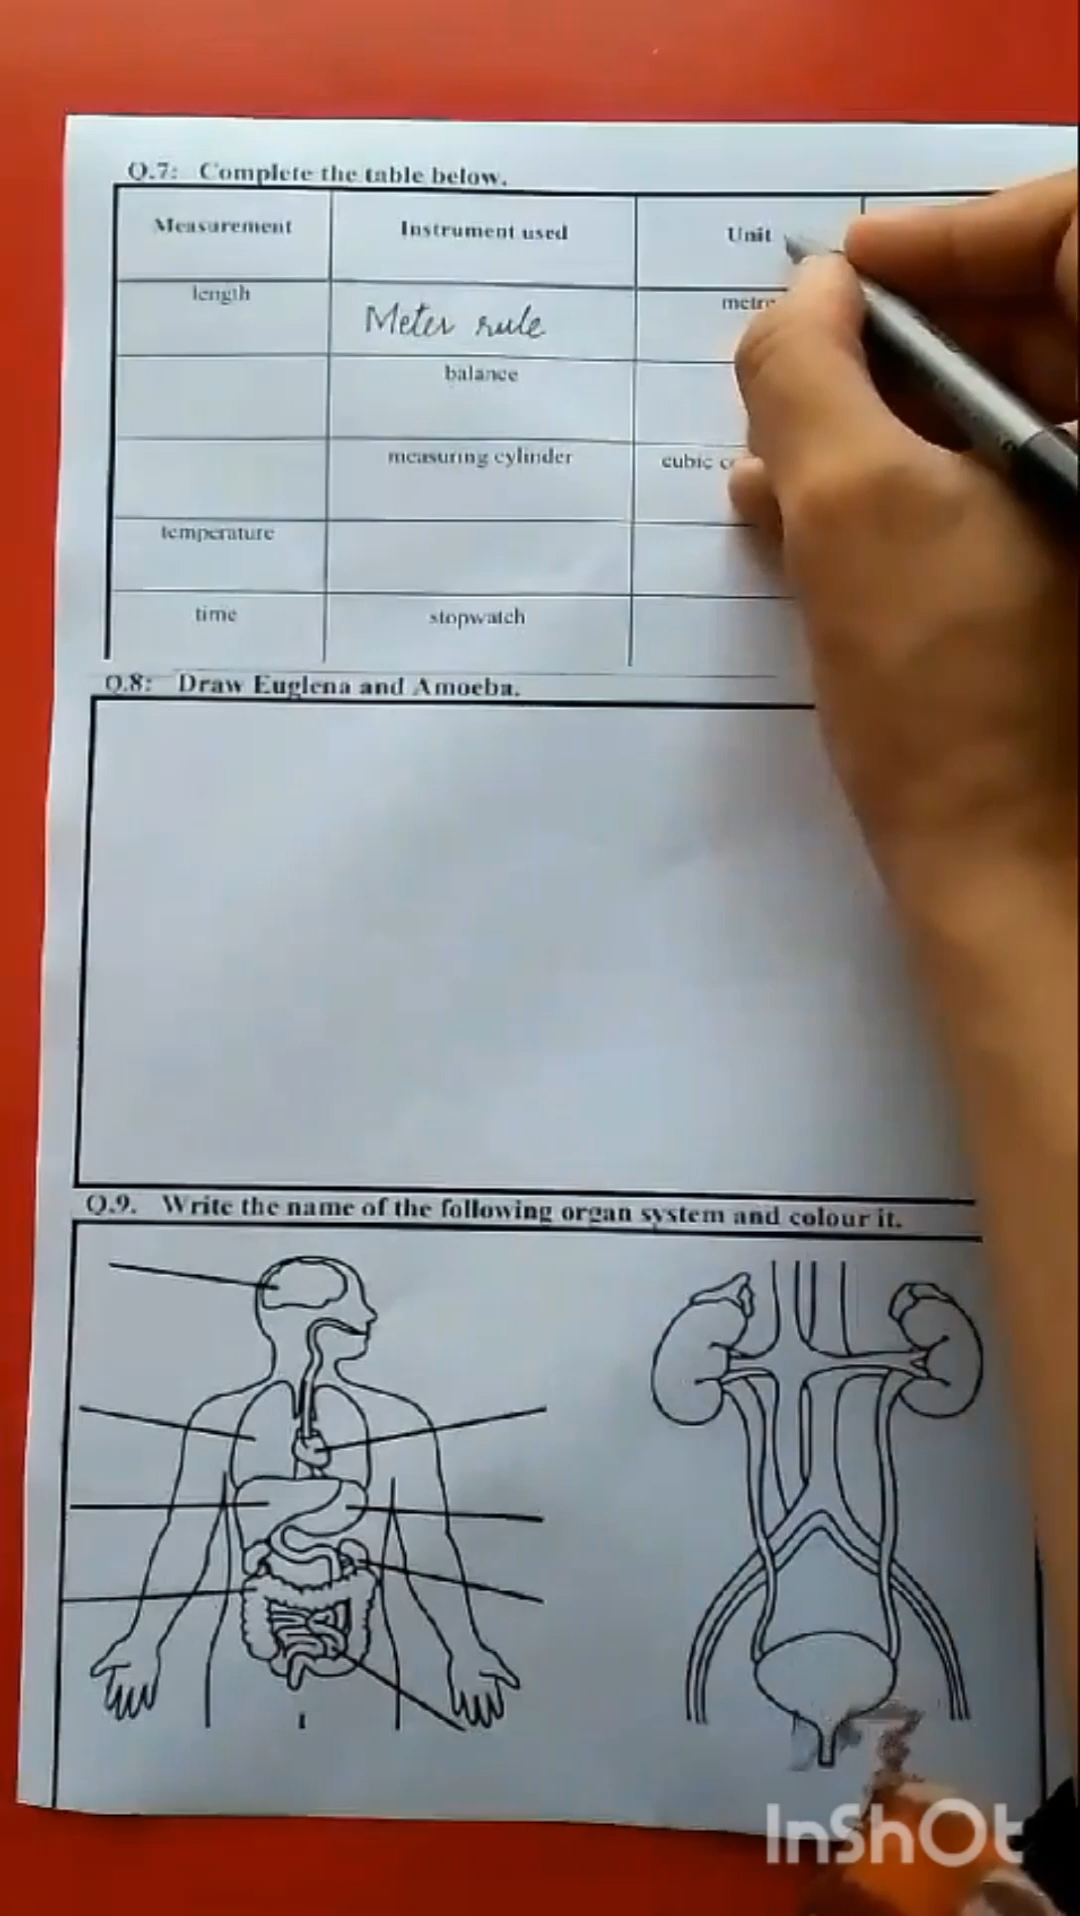 Q.7: Complete the table below.
Measurement Instrument used Unit
length Meter rule
balance
measuring cylinder cubic
temperature
time stopwatch
Q.8: Draw Euglena and Amoeba.
Q.9. Write the name of the following organ system and colour it.
InShOt